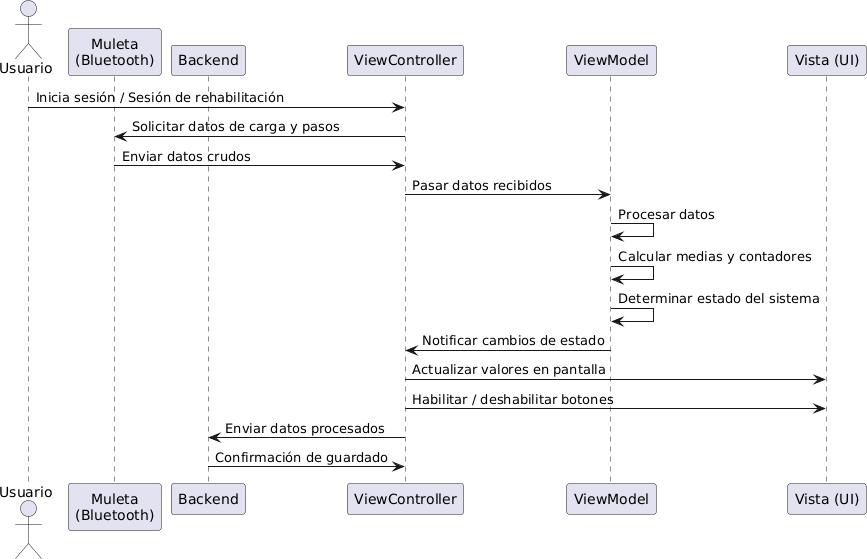 Usuario
Muleta
(Bluetooth)
Backend
ViewController
ViewModel
Vista (UI)
Inicia sesión / Sesión de rehabilitación
Solicitar datos de carga y pasos
Enviar datos crudos
Pasar datos recibidos
Procesar datos
Calcular medias y contadores
Determinar estado del sistema
Notificar cambios de estado
Actualizar valores en pantalla
Habilitar / deshabilitar botones
Enviar datos procesados
Confirmación de guardado
Usuario
Muleta
(Bluetooth)
Backend
ViewController
ViewModel
Vista (UI)